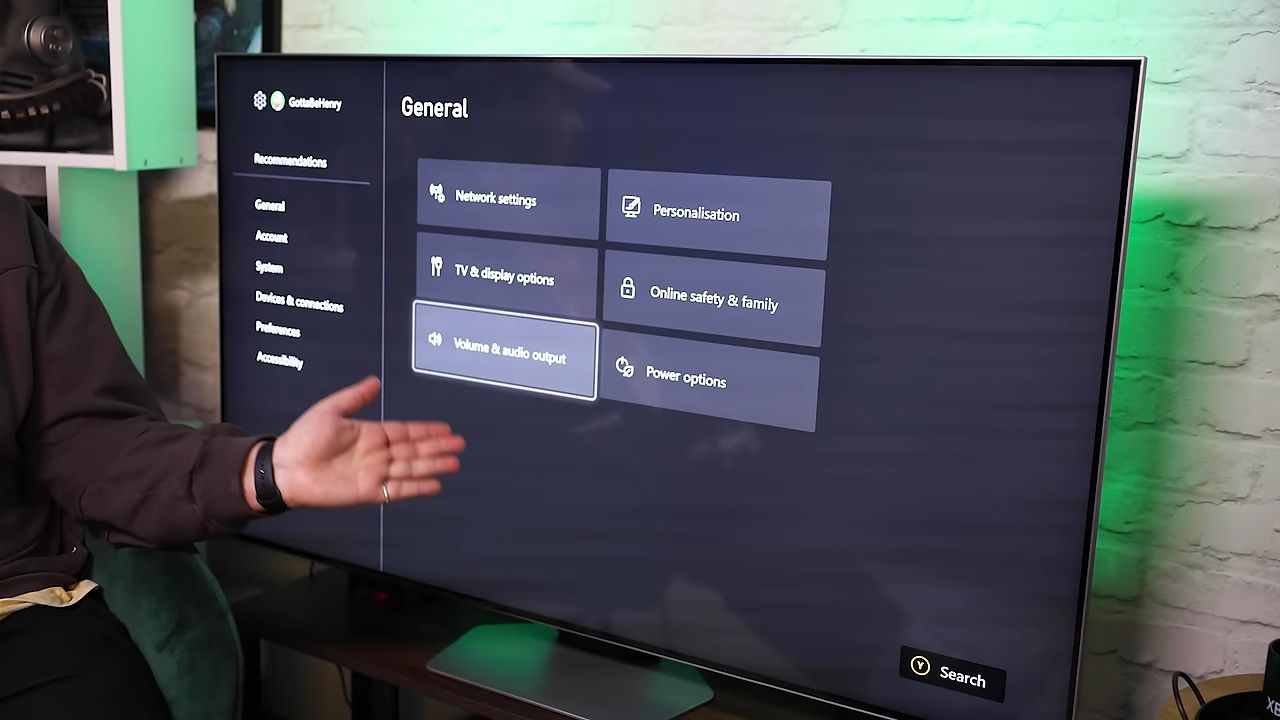 GottaBeHenry
General
Recommendations
General
Account
System
Devices & connections
Preferences
Accessibility
Network settings
Personalisation
TV & display options
Online safety & family
Volume & audio output
Power options
Y Search